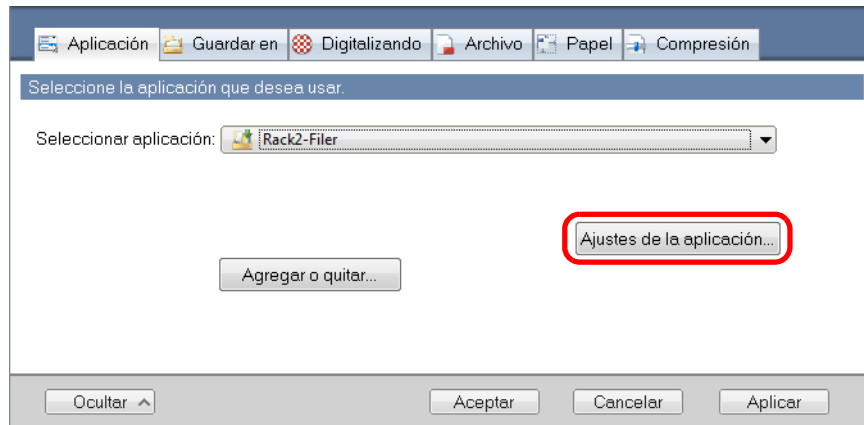 Aplicación Guardar en Digitalizando Archivo Papel Compresión
Seleccione la aplicación que desea usar.
Seleccionar aplicación: Rack2-Filer
Ajustes de la aplicación...
Agregar o quitar...
Ocultar Aceptar Cancelar Aplicar